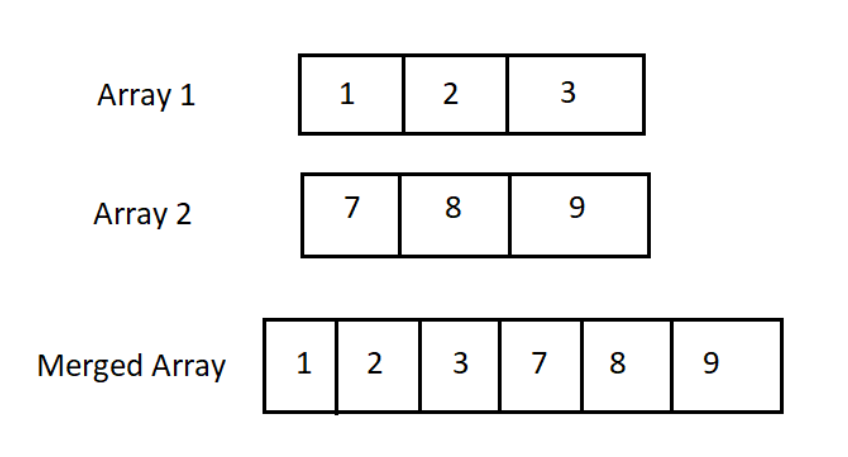 Array 1 1 2 3
Array 2 7 8 9
Merged Array 1 2 3 7 8 9